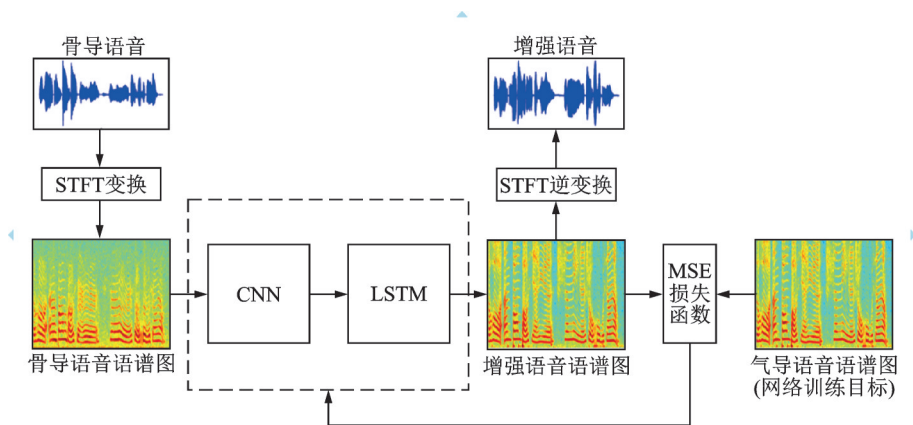 骨导语音
增强语音
STFT变换
STFT逆变换
CNN
LSTM
MSE
损失
函数
骨导语音语谱图
增强语音语谱图
气导语音语谱图
(网络训练目标)